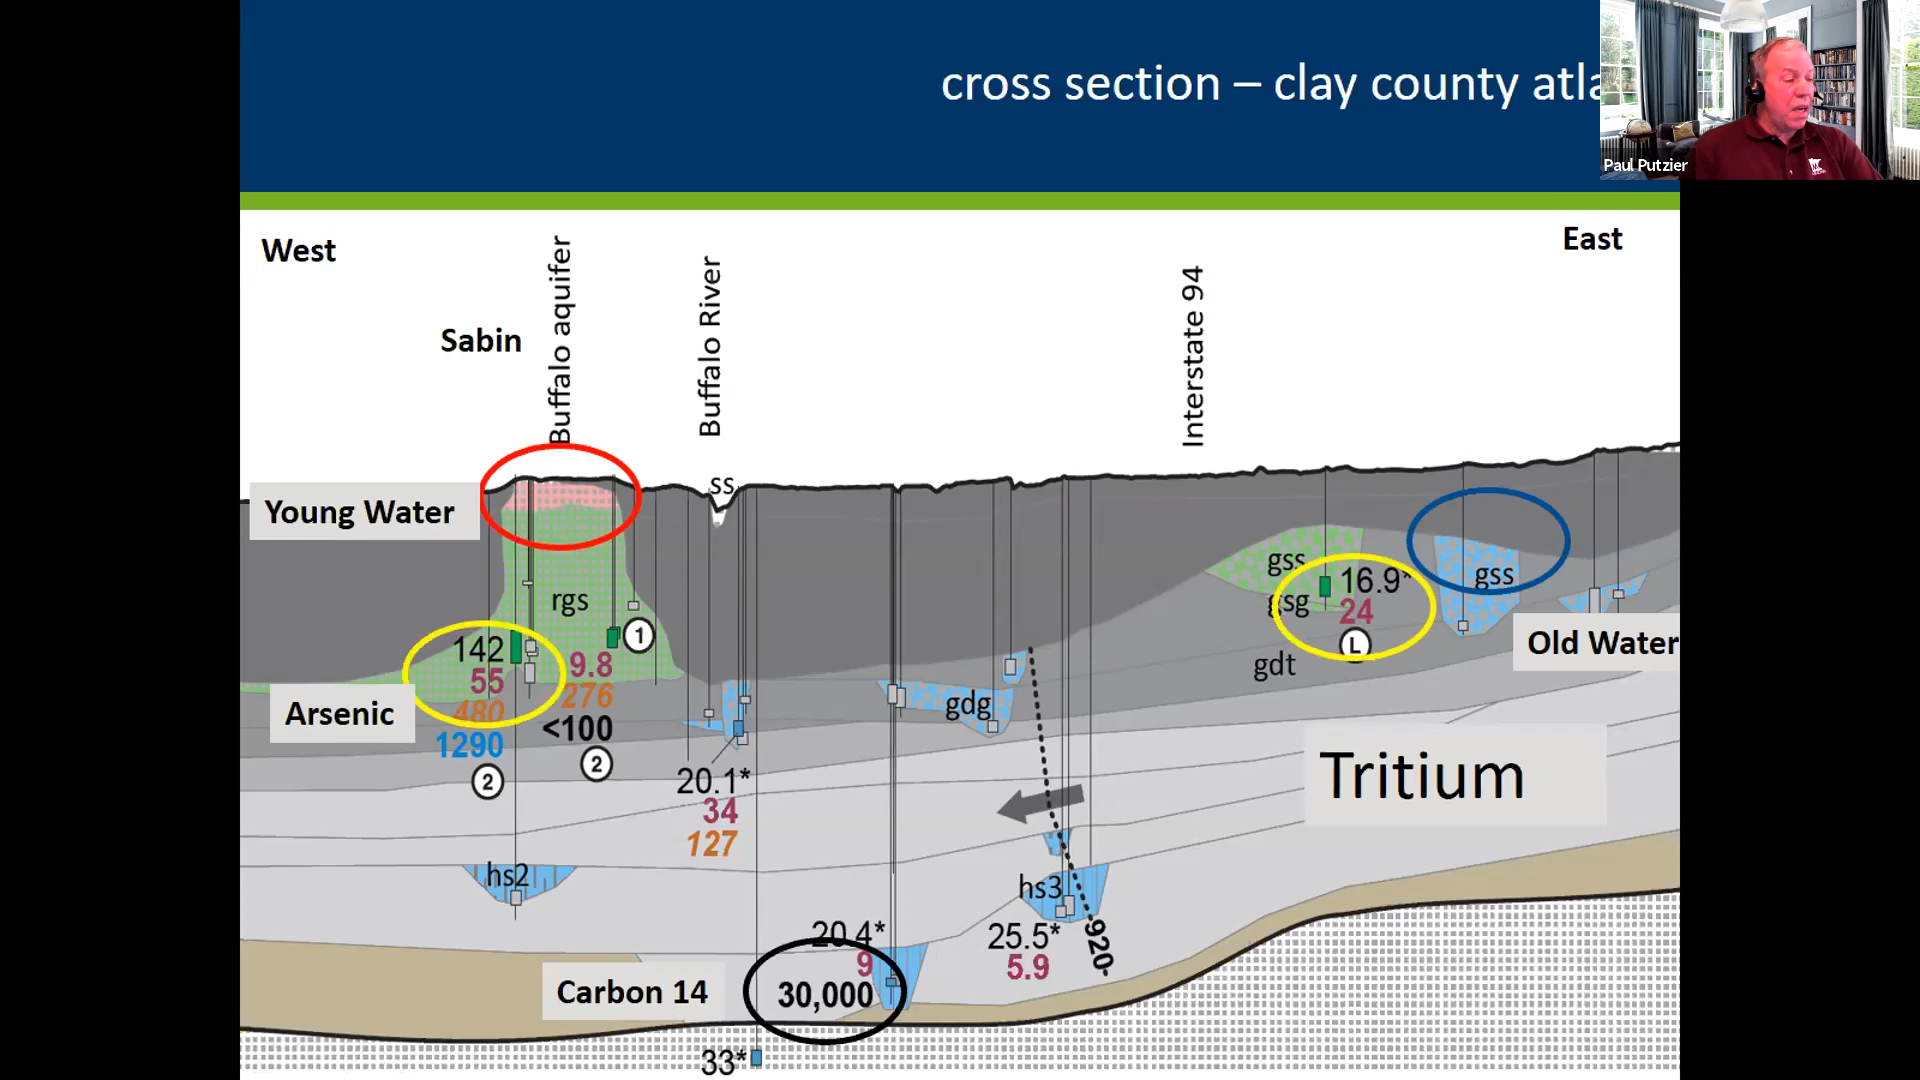 cross section – clay county atla
Paul Putzier
West
East
Sabin
Buffalo aquifer
Buffalo River
Interstate 94
ss
Young Water
rgs
1
142
55
480
1290
2
9.8
276
<100
2
Arsenic
gss
gsg
16.9*
24
L
gdt
gss
Old Water
gdg
20.1*
34
127
Tritium
hs2
hs3
25.5*
5.9
920
20.4*
9
30,000
Carbon 14
33*